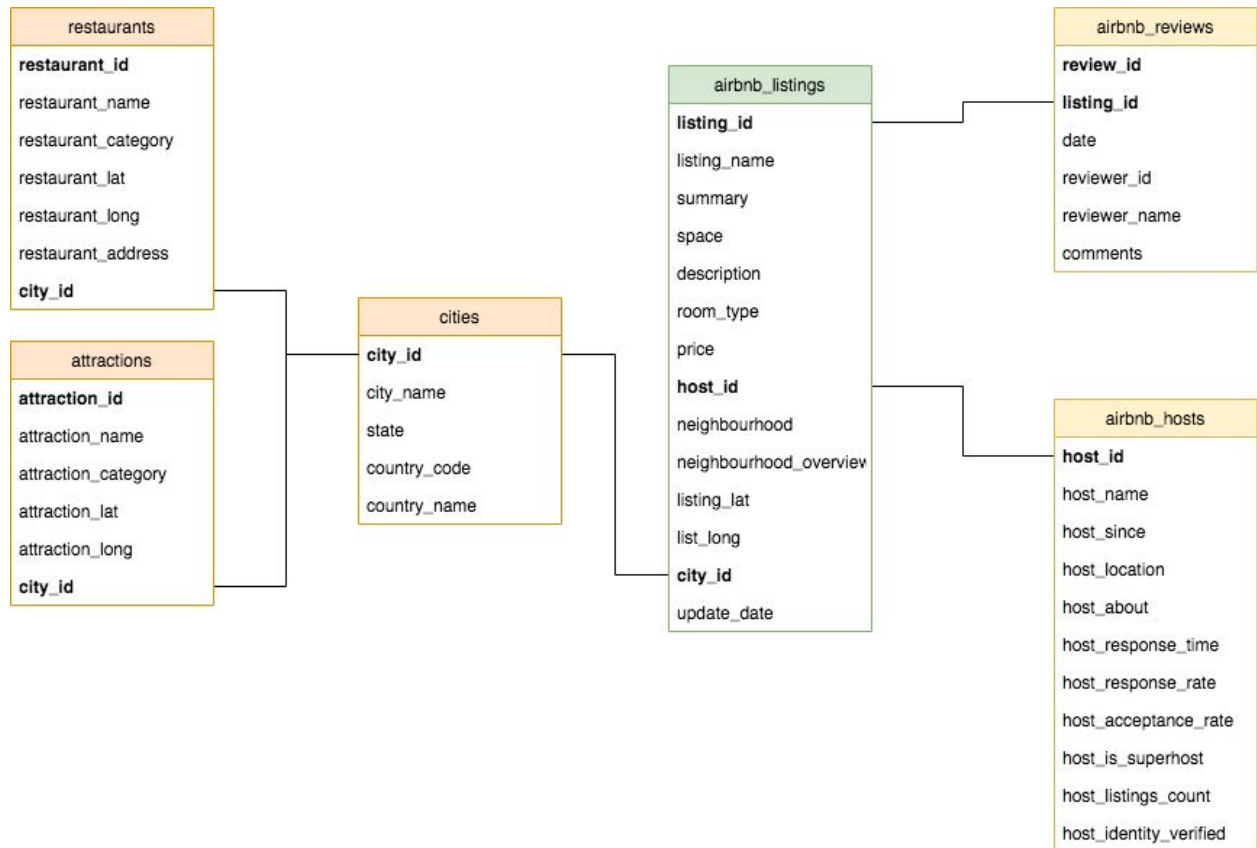 restaurants
restaurant_id
restaurant_name
restaurant_category
restaurant_lat
restaurant_long
restaurant_address
city_id
attractions
attraction_id
attraction_name
attraction_category
attraction_lat
attraction_long
city_id
cities
city_id
city_name
state
country_code
country_name
airbnb_listings
listing_id
listing_name
summary
space
description
room_type
price
host_id
neighbourhood
neighbourhood_overview
listing_lat
list_long
city_id
update_date
airbnb_reviews
review_id
listing_id
date
reviewer_id
reviewer_name
comments
airbnb_hosts
host_id
host_name
host_since
host_location
host_about
host_response_time
host_response_rate
host_acceptance_rate
host_is_superhost
host_listings_count
host_identity_verified